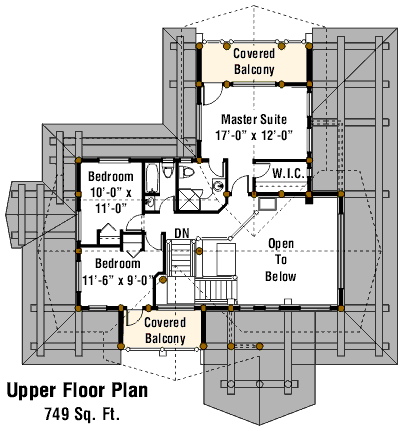 Covered
Balcony
Master Suite
17'-0" x 12'-0"
W.I.C.
Bedroom
10'-0" x
11'-0"
DN
Open
To
Below
Bedroom
11'-6" x 9'-0"
Covered
Balcony
Upper Floor Plan
749 Sq. Ft.